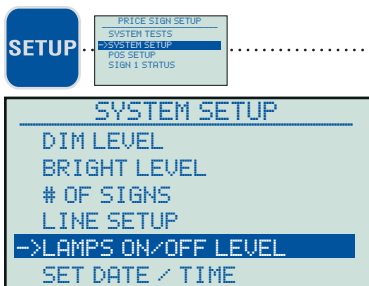 SETUP
PRICE SIGN SETUP
SYSTEM TESTS
->SYSTEM SETUP
POS SETUP
SIGN 1 STATUS
SYSTEM SETUP
DIM LEVEL
BRIGHT LEVEL
# OF SIGNS
LINE SETUP
->LAMPS ON/OFF LEVEL
SET DATE / TIME